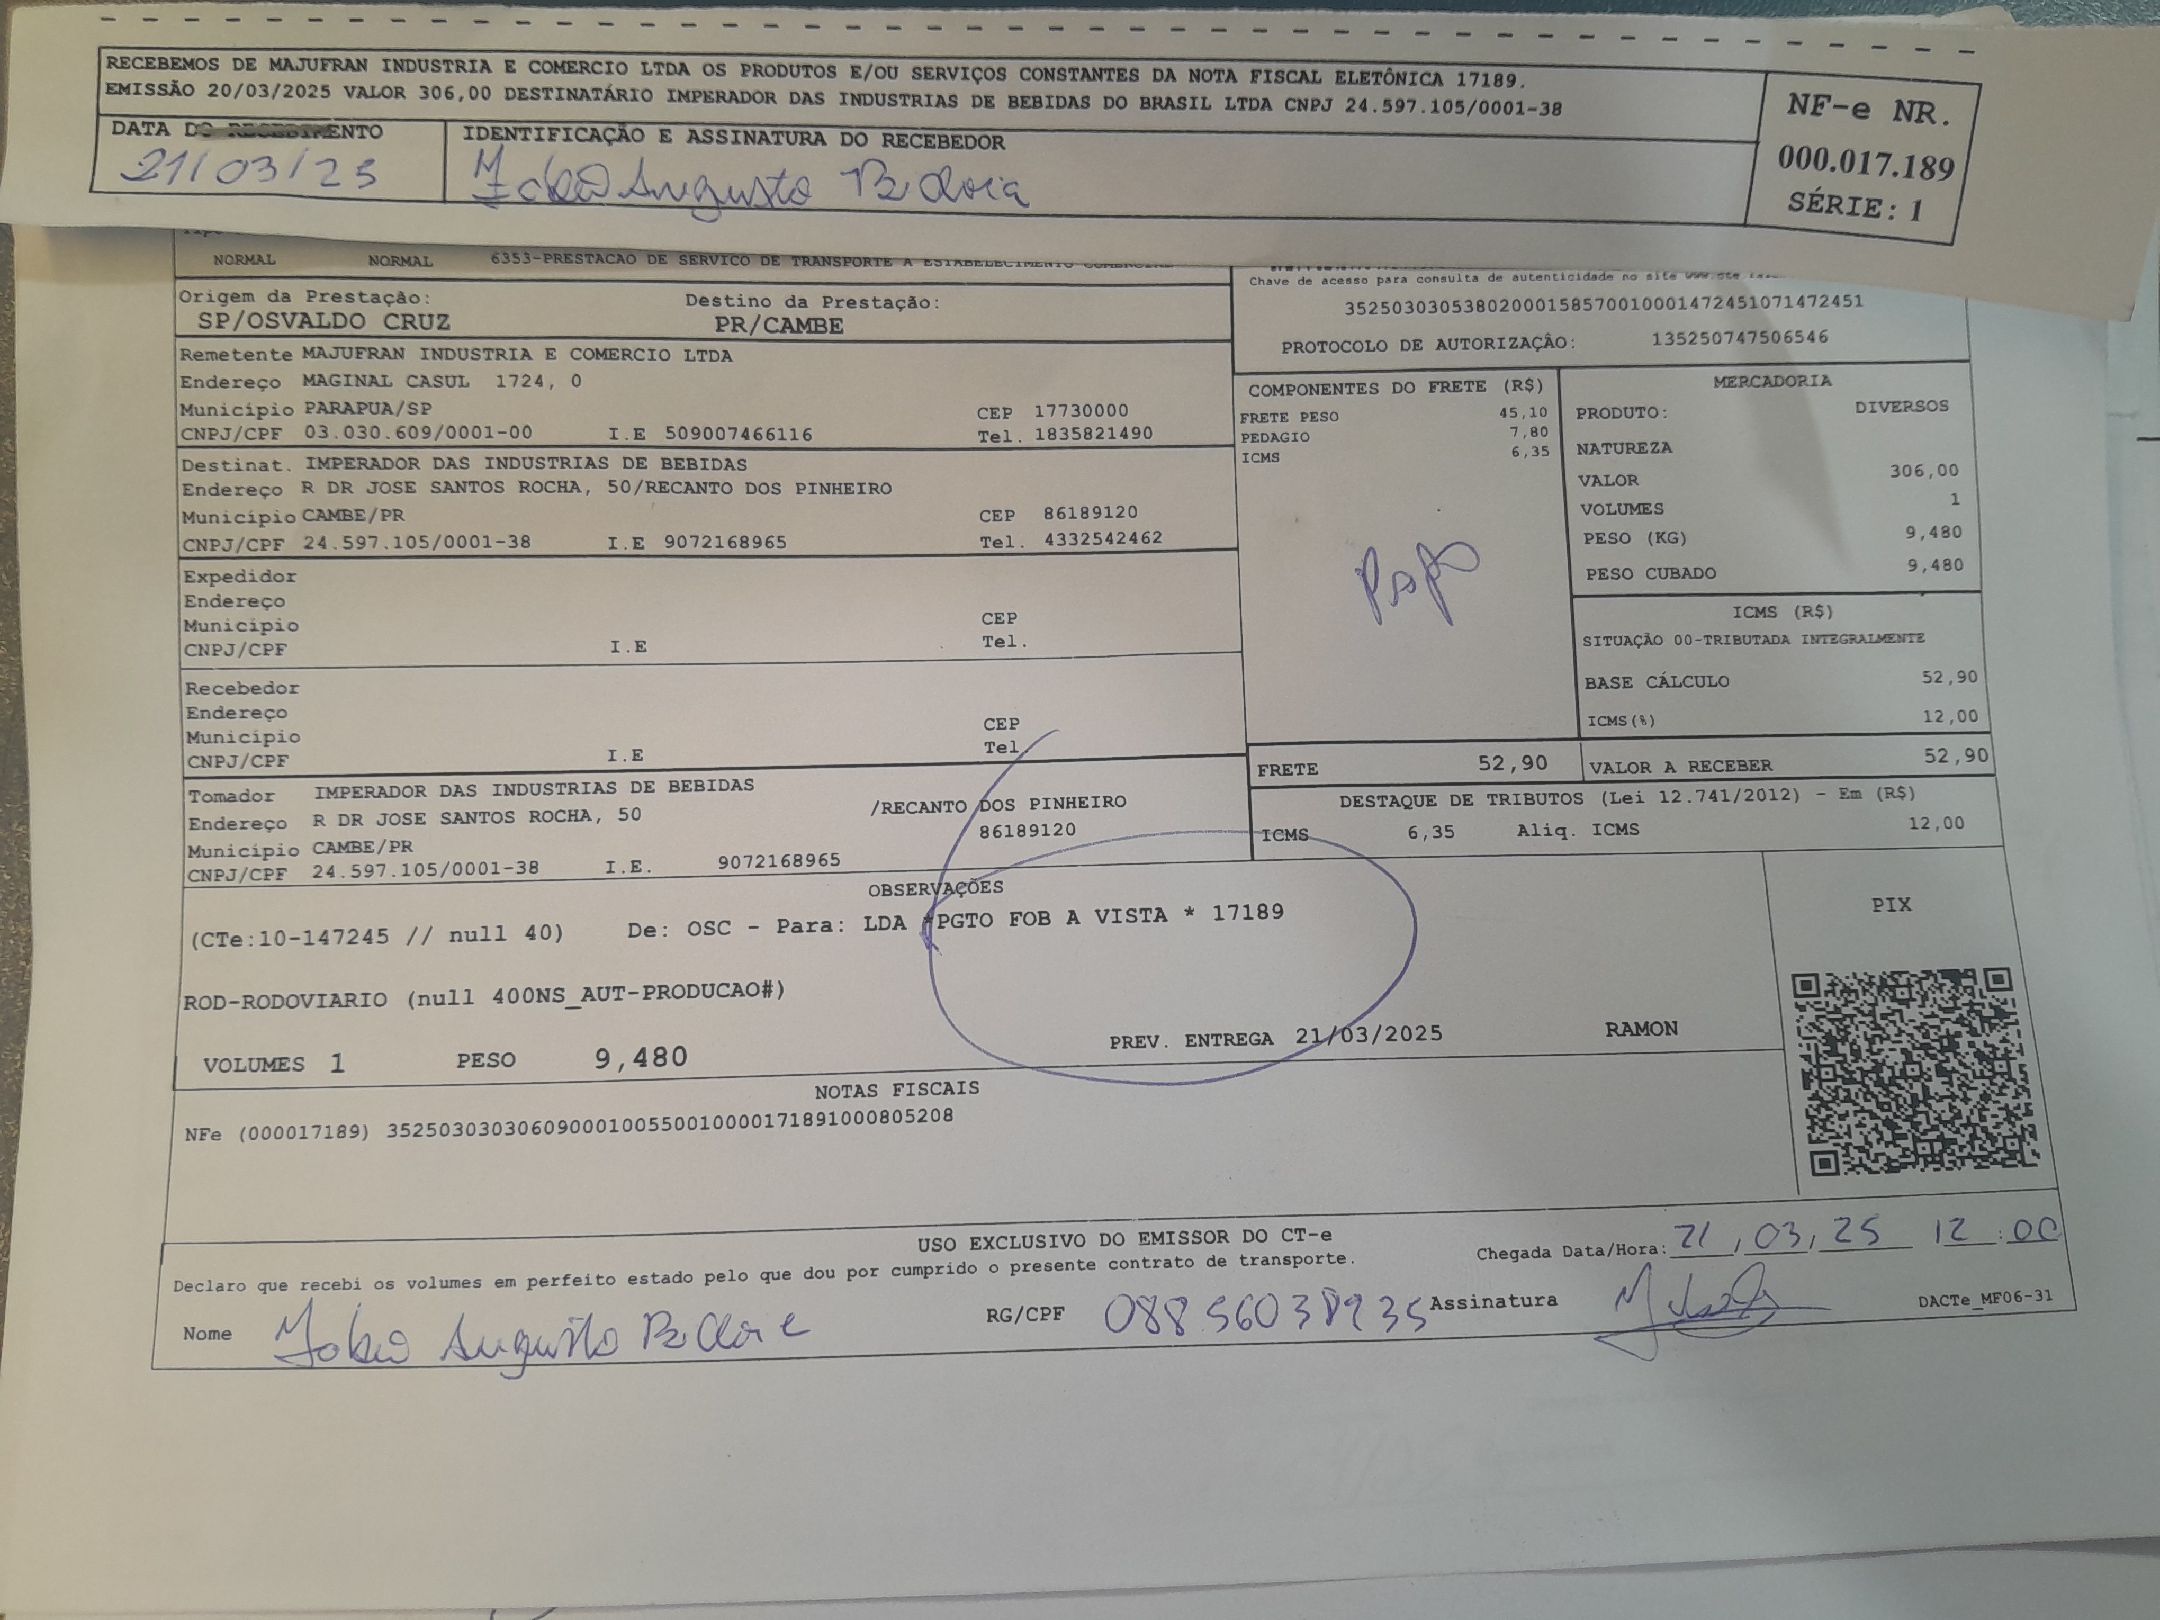 RECEBEMOS DE MAJUFRAN INDUSTRIA E COMERCIO LTDA OS PRODUTOS E/OU SERVIÇOS CONSTANTES DA NOTA FISCAL ELETÔNICA 17189.
EMISSÃO 20/03/2025 VALOR 306,00 DESTINATÁRIO IMPERADOR DAS INDUSTRIAS DE BEBIDAS DO BRASIL LTDA CNPJ 24.597.105/0001-38
NF-e NR.
000.017.189
SÉRIE: 1
DATA DO RECEBIMENTO
21/03/25
IDENTIFICAÇÃO E ASSINATURA DO RECEBEDOR
Augusto
NORMAL NORMAL 6353-PRESTACAO DE SERVICO DE TRANSPORTE A ESTABELECIMENTO COMERCIAL
Chave de acesso para consulta de autenticidade no site
35250303053802000158570010001472451071472451
PROTOCOLO DE AUTORIZAÇÂO: 135250747506546
Origem da Prestação: Destino da Prestação:
SP/OSVALDO CRUZ PR/CAMBE
Remetente MAJUFRAN INDUSTRIA E COMERCIO LTDA
Endereço MAGINAL CASUL 1724, 0
Município PARAPUA/SP CEP 17730000
CNPJ/CPF 03.030.609/0001-00 I.E 509007466116 Tel. 1835821490
Destinat. IMPERADOR DAS INDUSTRIAS DE BEBIDAS
Endereço R DR JOSE SANTOS ROCHA, 50/RECANTO DOS PINHEIRO
Município CAMBE/PR CEP 86189120
CNPJ/CPF 24.597.105/0001-38 I.E 9072168965 Tel. 4332542462
Expedidor
Endereço
Município CEP
CNPJ/CPF I.E Tel.
Recebedor
Endereço
Município CEP
CNPJ/CPF I.E Tel.
Tomador IMPERADOR DAS INDUSTRIAS DE BEBIDAS
Endereço R DR JOSE SANTOS ROCHA, 50 /RECANTO DOS PINHEIRO
Município CAMBE/PR 86189120
CNPJ/CPF 24.597.105/0001-38 I.E. 9072168965
COMPONENTES DO FRETE (R$)
FRETE PESO 45,10
PEDAGIO 7,80
ICMS 6,35
MERCADORIA
PRODUTO: DIVERSOS
NATUREZA
VALOR 306,00
VOLUMES 1
PESO (KG) 9,480
PESO CUBADO 9,480
ICMS (R$)
SITUAÇÃO 00-TRIBUTADA INTEGRALMENTE
BASE CÁLCULO 52,90
ICMS(%) 12,00
FRETE 52,90 VALOR A RECEBER 52,90
DESTAQUE DE TRIBUTOS (Lei 12.741/2012) - Em (R$)
ICMS 6,35 Aliq. ICMS 12,00
OBSERVAÇÕES
(CTe:10-147245 // null 40) De: OSC - Para: LDA *PGTO FOB A VISTA * 17189
ROD-RODOVIARIO (null 400NS_AUT-PRODUCAO#)
PREV. ENTREGA 21/03/2025 RAMON
VOLUMES 1 PESO 9,480
PIX
NOTAS FISCAIS
NFe (000017189) 35250303030609000100550010000171891000805208
USO EXCLUSIVO DO EMISSOR DO CT-e
Chegada Data/Hora: 21,03,25 12:00
Declaro que recebi os volumes em perfeito estado pelo que dou por cumprido o presente contrato de transporte.
Nome Augusto
RG/CPF
Assinatura
DACTe_MF06-31